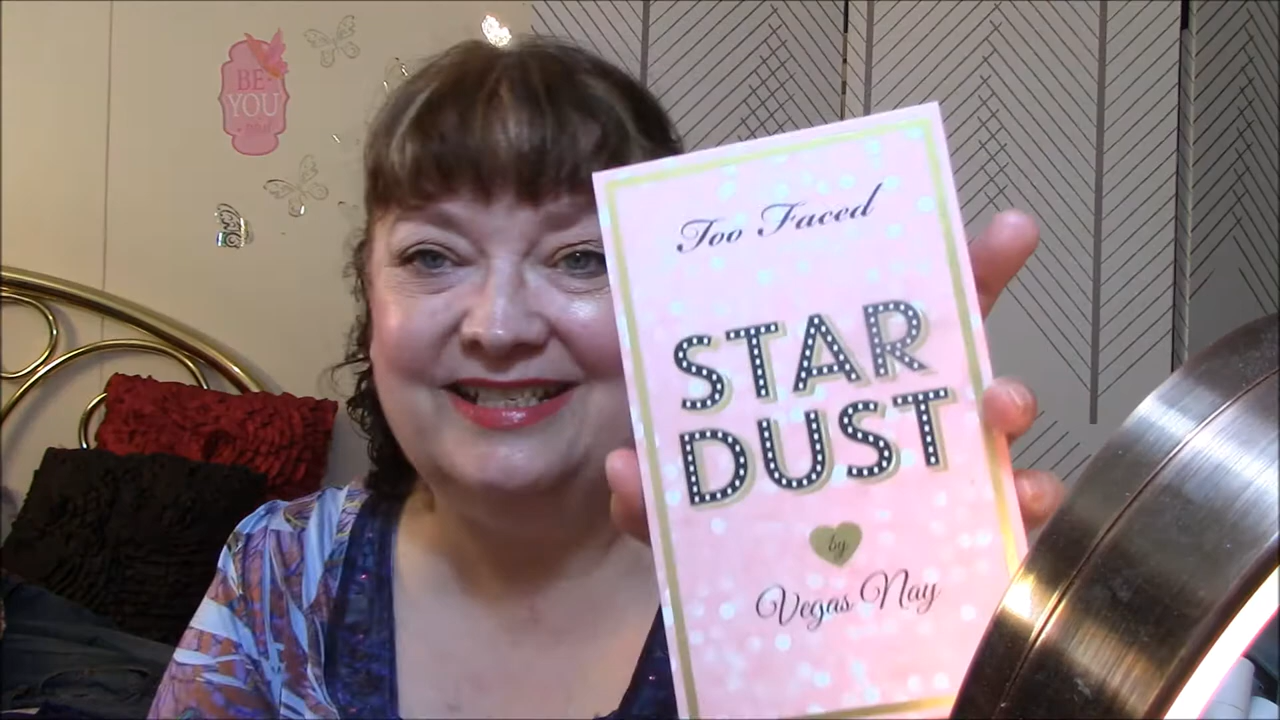 BE
YOU
Too Faced
STAR
DUST
by
Vegas Nay